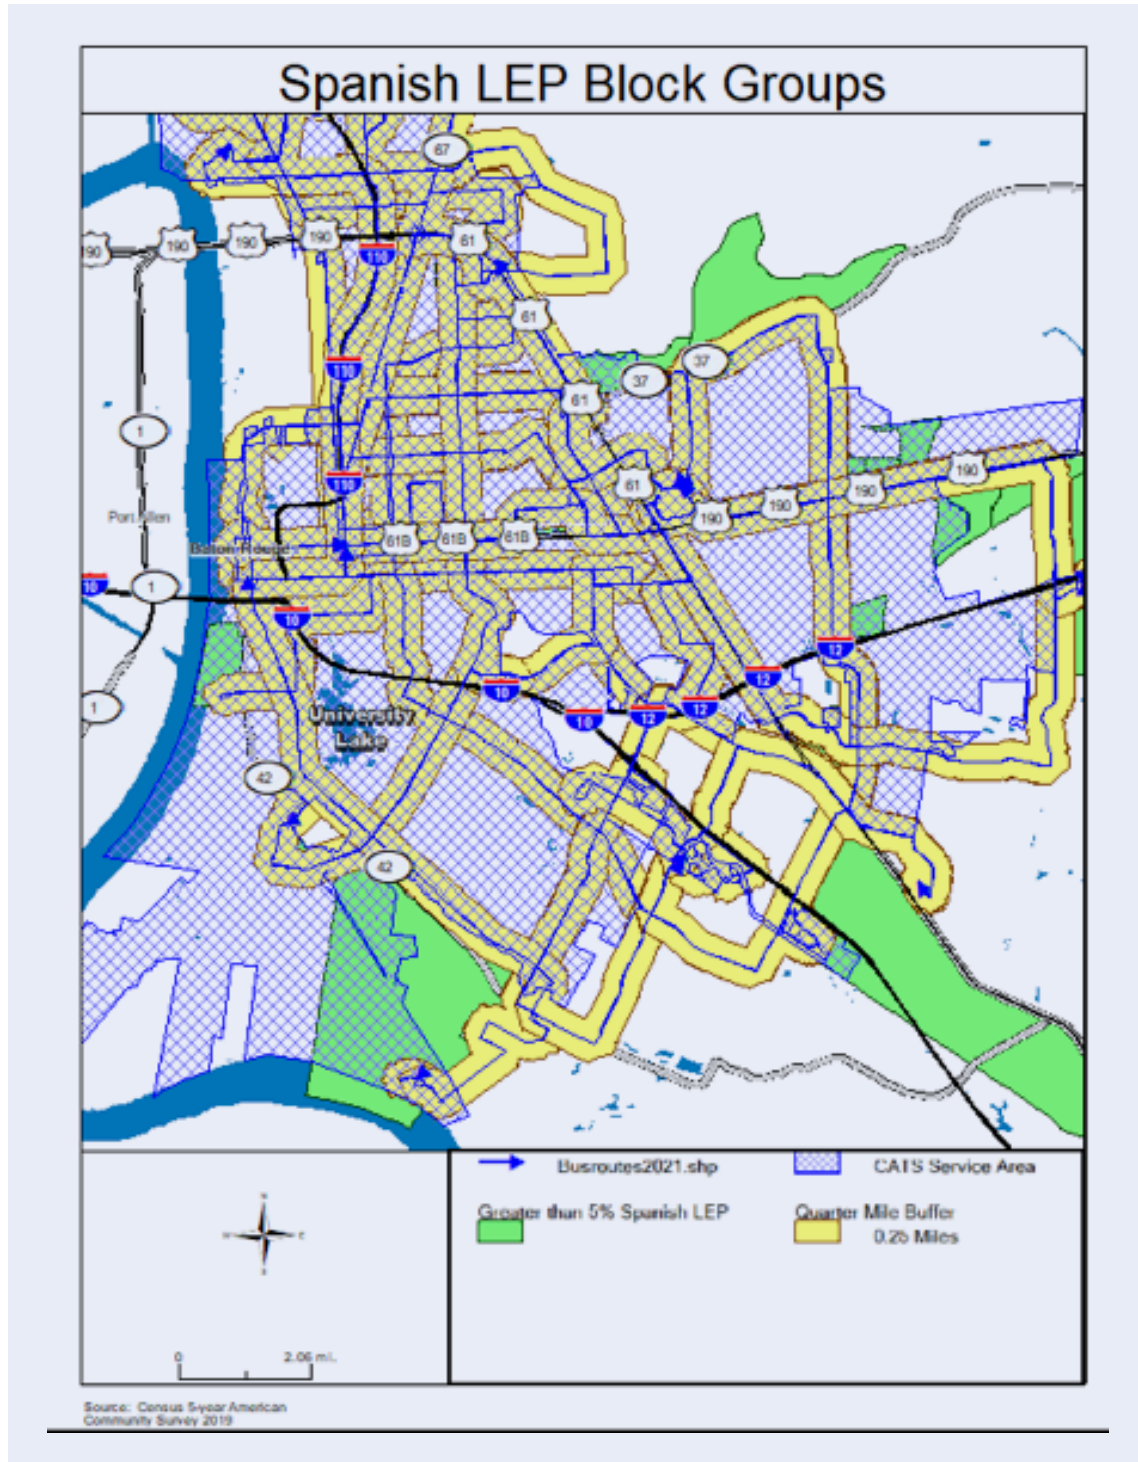 Spanish LEP Block Groups
67
190
190
190
190
61
110
61
37
37
110
61
1
190
110
61
190
190
190
Port Allen
61B
61B
61B
Baton Rouge
10
1
10
12
12
10
12
12
10
1
University
Lake
42
42
Busroutes2021.shp
CATS Service Area
Greater than 5% Spanish LEP
Quarter Mile Buffer
0.25 Miles
N
W
E
S
0
2.06 mi.
Source: Census 5-year American
Community Survey 2019